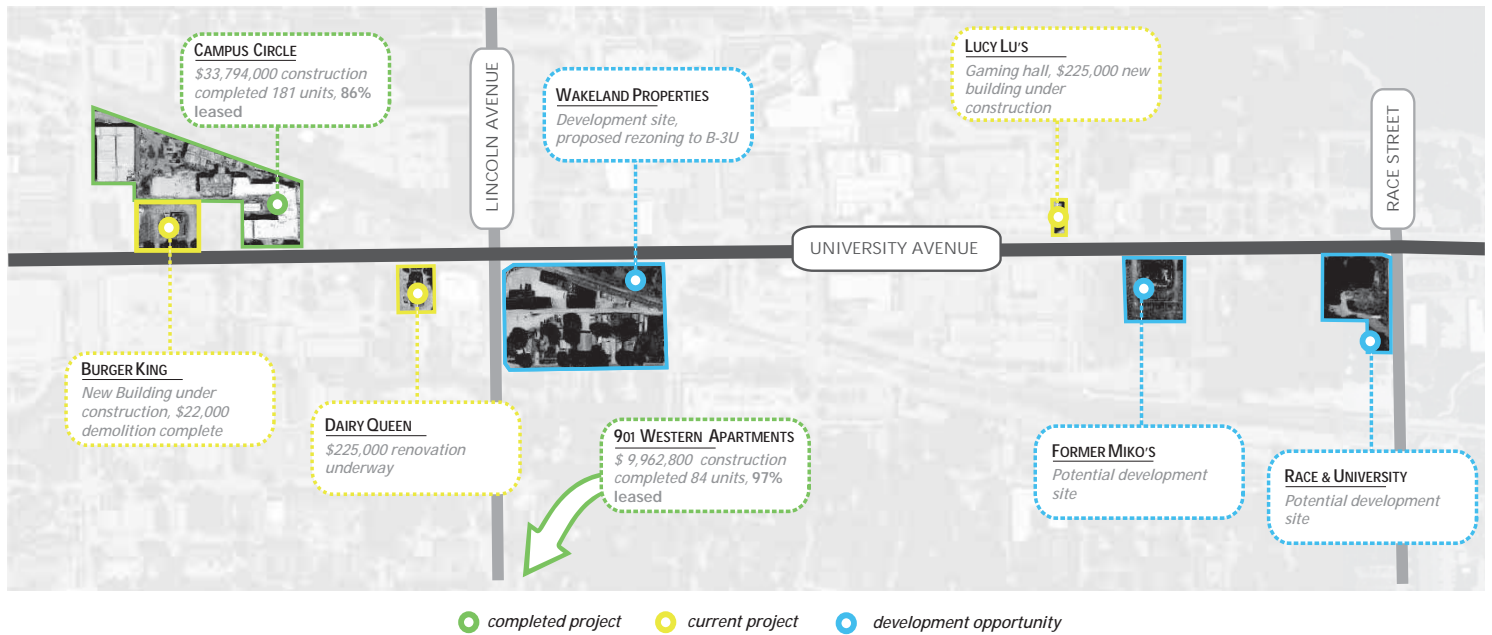 CAMPUS CIRCLE
$33,794,000 construction
completed 181 units, 86%
leased
LINCOLN AVENUE
WAKELAND PROPERTIES
Development site,
proposed rezoning to B-3U
LUCY LU'S
Gaming hall, $225,000 new
building under
construction
RACE STREET
UNIVERSITY AVENUE
BURGER KING
New Building under
construction, $22,000
demolition complete
DAIRY QUEEN
$225,000 renovation
underway
901 WESTERN APARTMENTS
$ 9,962,800 construction
completed 84 units, 97%
leased
FORMER MIKO'S
Potential development
site
RACE & UNIVERSITY
Potential development
site
completed project
current project
development opportunity